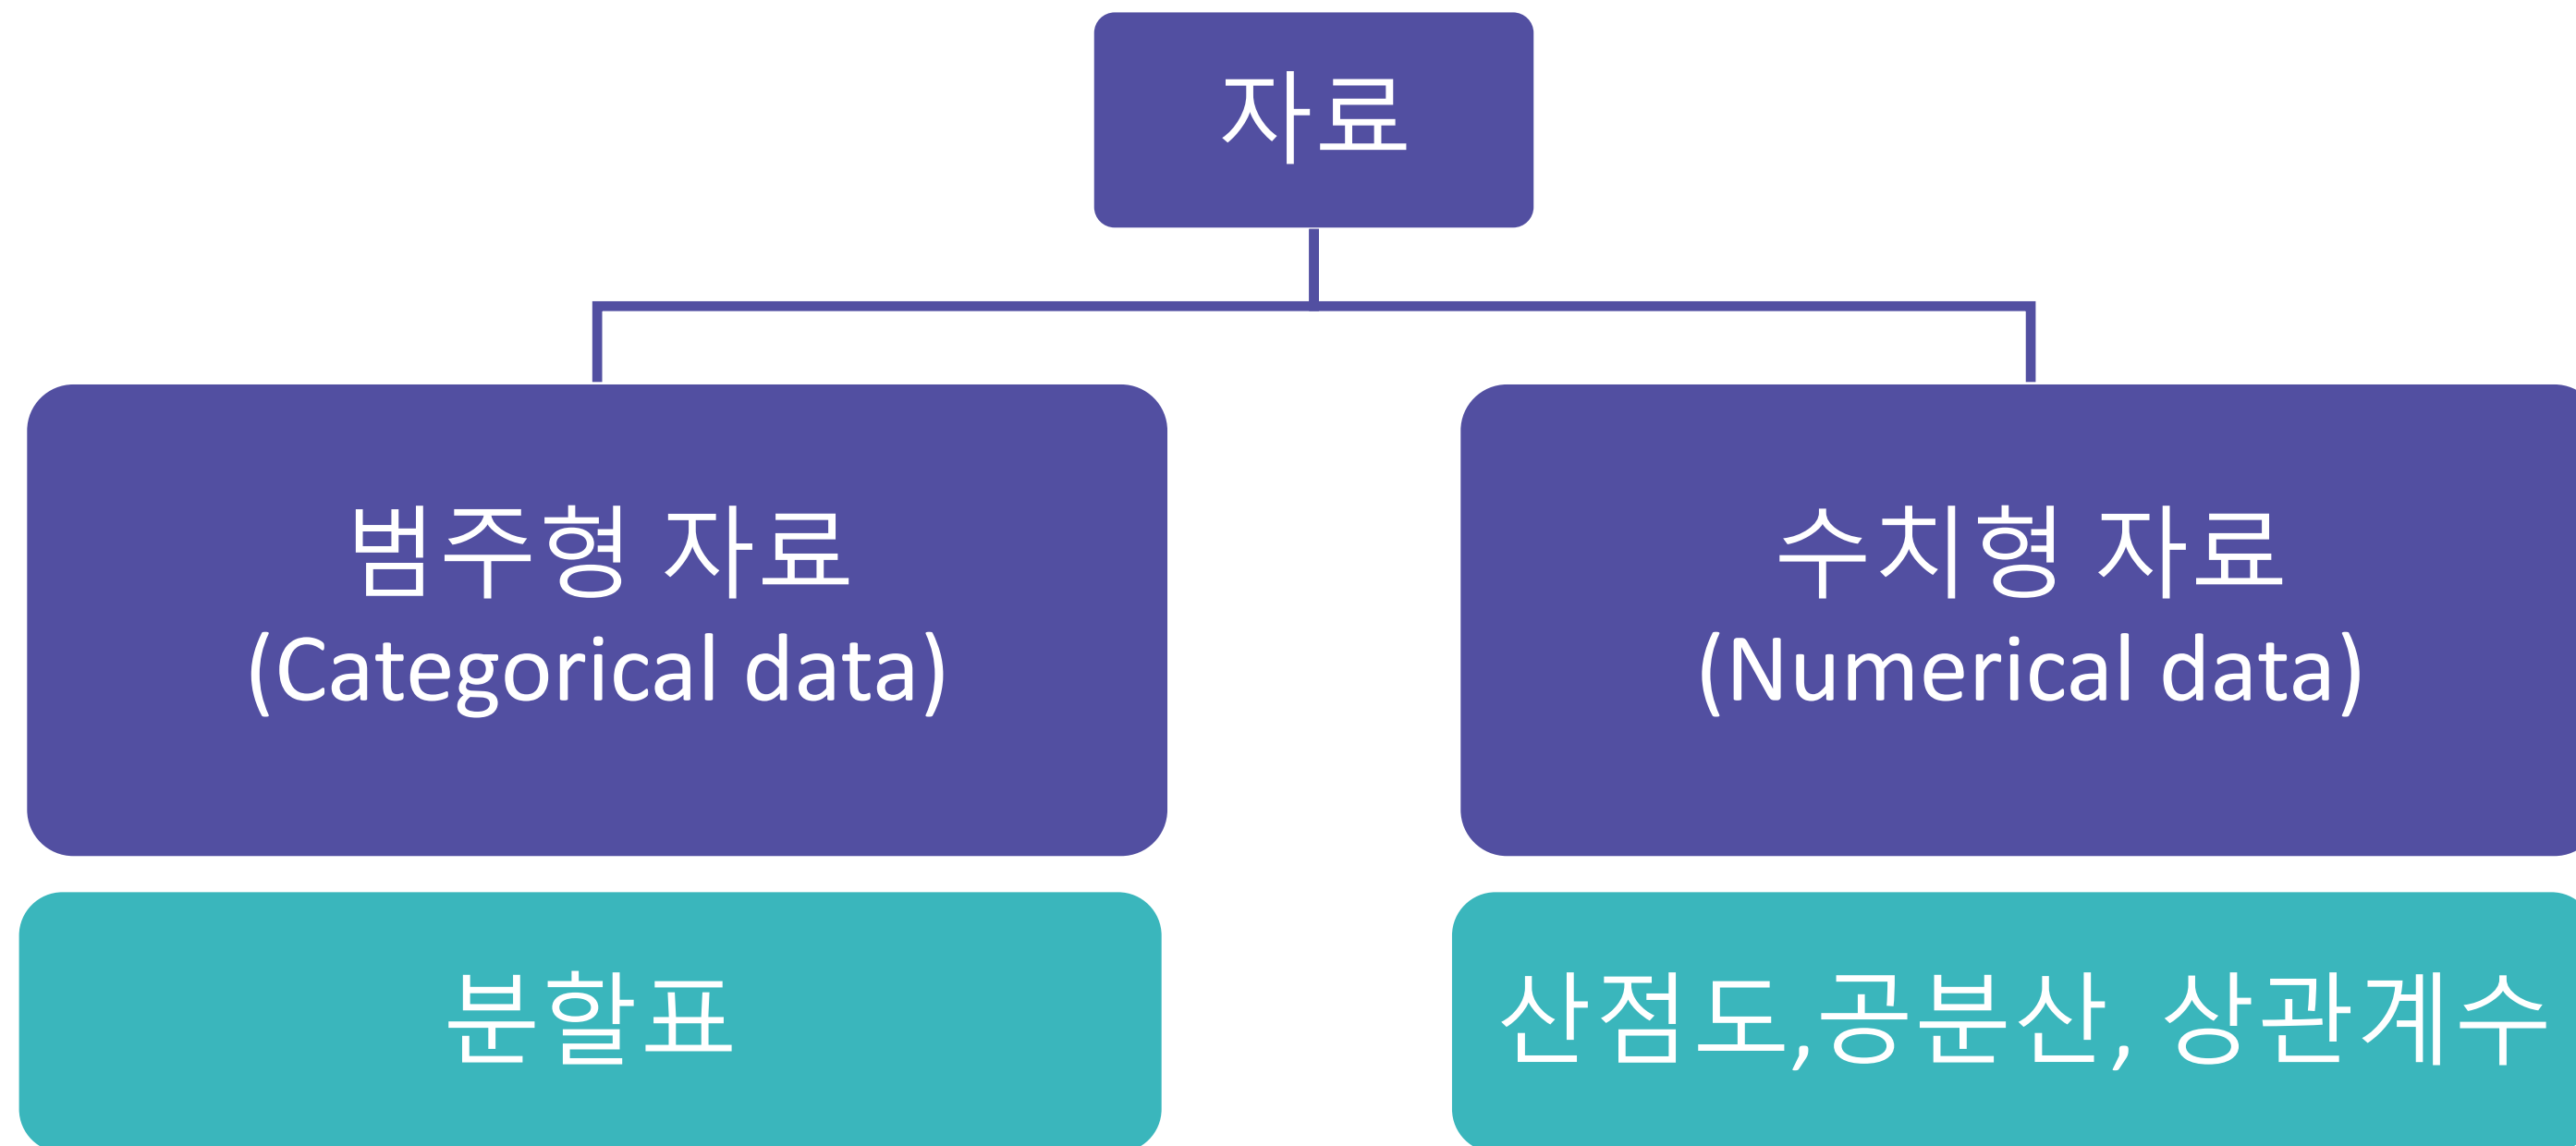 자료
범주형 자료
(Categorical data)
수치형 자료
(Numerical data)
분할표
산점도,공분산, 상관계수